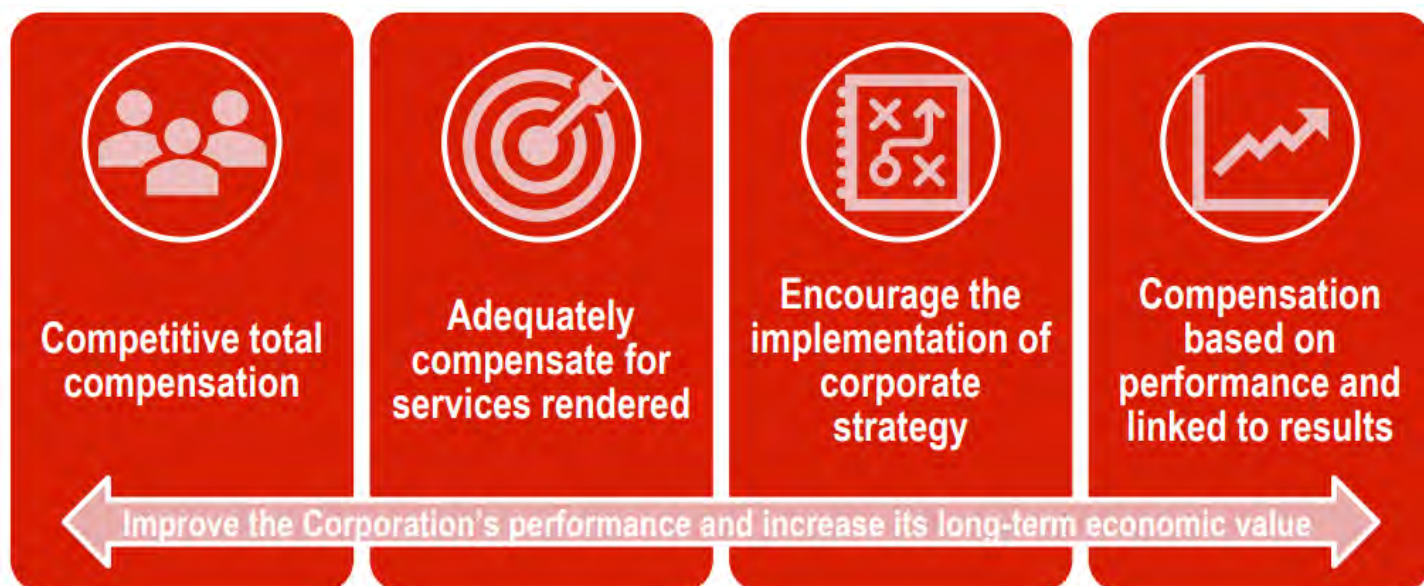 Competitive total
compensation
Adequately
compensate for
services rendered
Encourage the
implementation of
corporate
strategy
Compensation
based on
performance and
linked to results
Improve the Corporation's performance and increase its long-term economic value